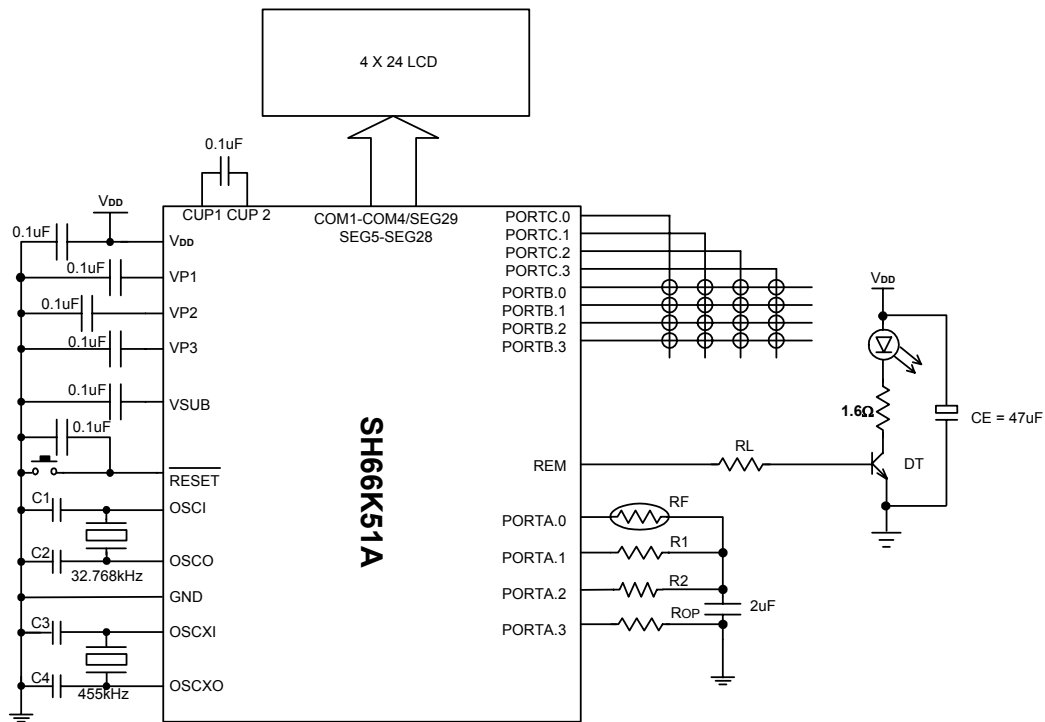 4 X 24 LCD
0.1uF
VDD
CUP1 CUP 2
COM1-COM4/SEG29
SEG5-SEG28
0.1uF
VDD
0.1uF
VP1
0.1uF
VP2
0.1uF
VP3
0.1uF
VSUB
0.1uF
RESET
C1
OSCI
C2
OSCO
32.768kHz
GND
C3
OSCXI
C4
OSCXO
455kHz
SH66K51A
PORTC.0
PORTC.1
PORTC.2
PORTC.3
PORTB.0
PORTB.1
PORTB.2
PORTB.3
VDD
1.6Ω
CE = 47uF
REM
RL
DT
PORTA.0
RF
PORTA.1
R1
PORTA.2
R2
2uF
PORTA.3
ROP